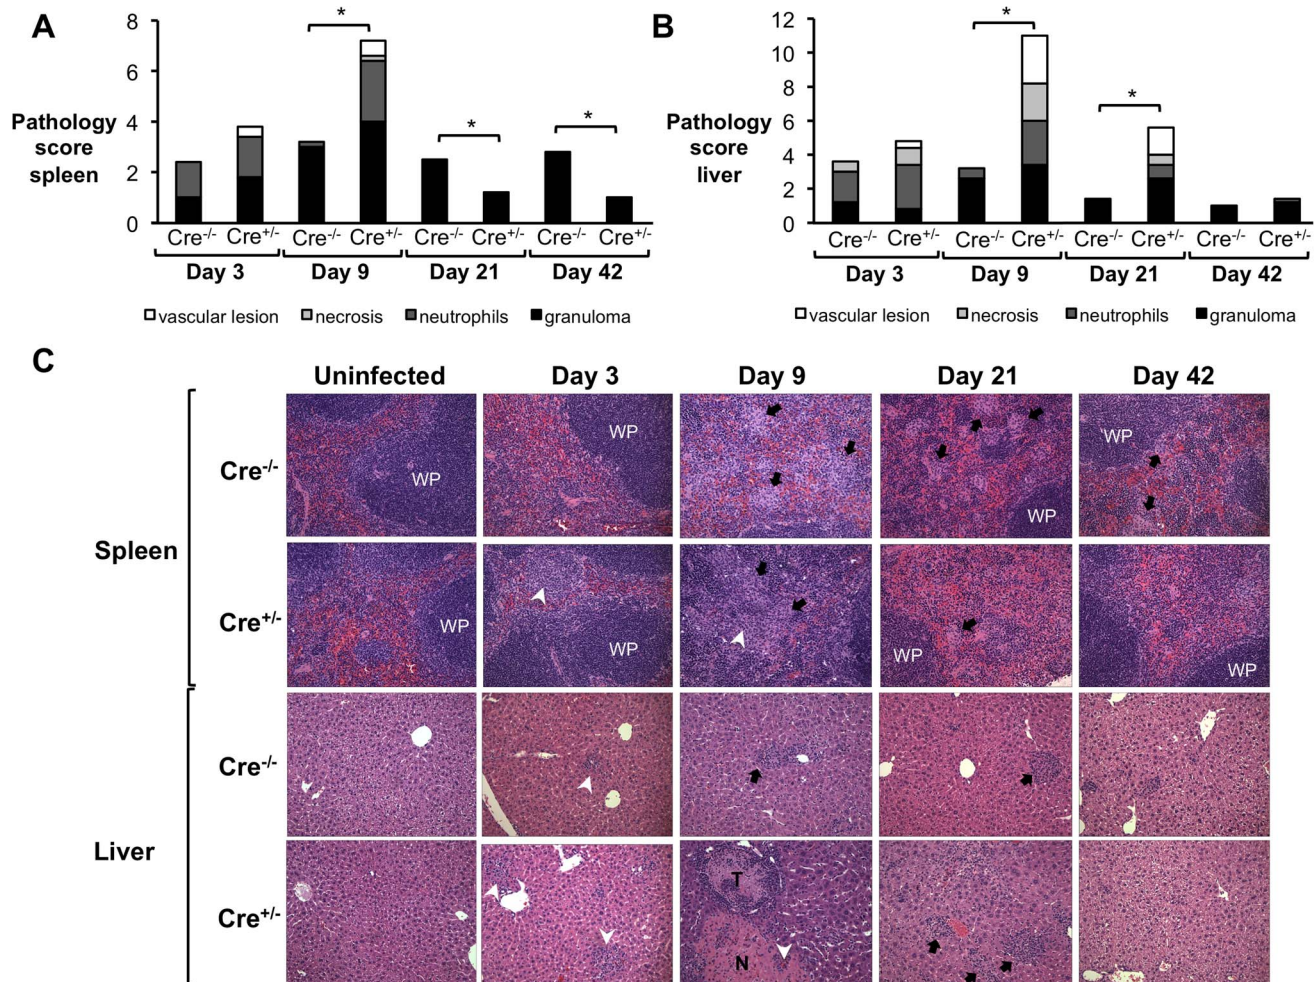 A
8
6
4
2
0
Pathology
score
spleen
*
*
*
Cre-/- Cre+/- Cre-/- Cre+/- Cre-/- Cre+/- Cre-/- Cre+/-
Day 3 Day 9 Day 21 Day 42
vascular lesion necrosis neutrophils granuloma
B
12
10
8
6
4
2
0
Pathology
score
liver
*
*
Cre-/- Cre+/- Cre-/- Cre+/- Cre-/- Cre+/- Cre-/- Cre+/-
Day 3 Day 9 Day 21 Day 42
vascular lesion necrosis neutrophils granuloma
C
Uninfected Day 3 Day 9 Day 21 Day 42
Spleen
Cre-/-
WP WP WP WP
Cre+/-
WP WP WP WP
Liver
Cre-/-
Cre+/-
T
N